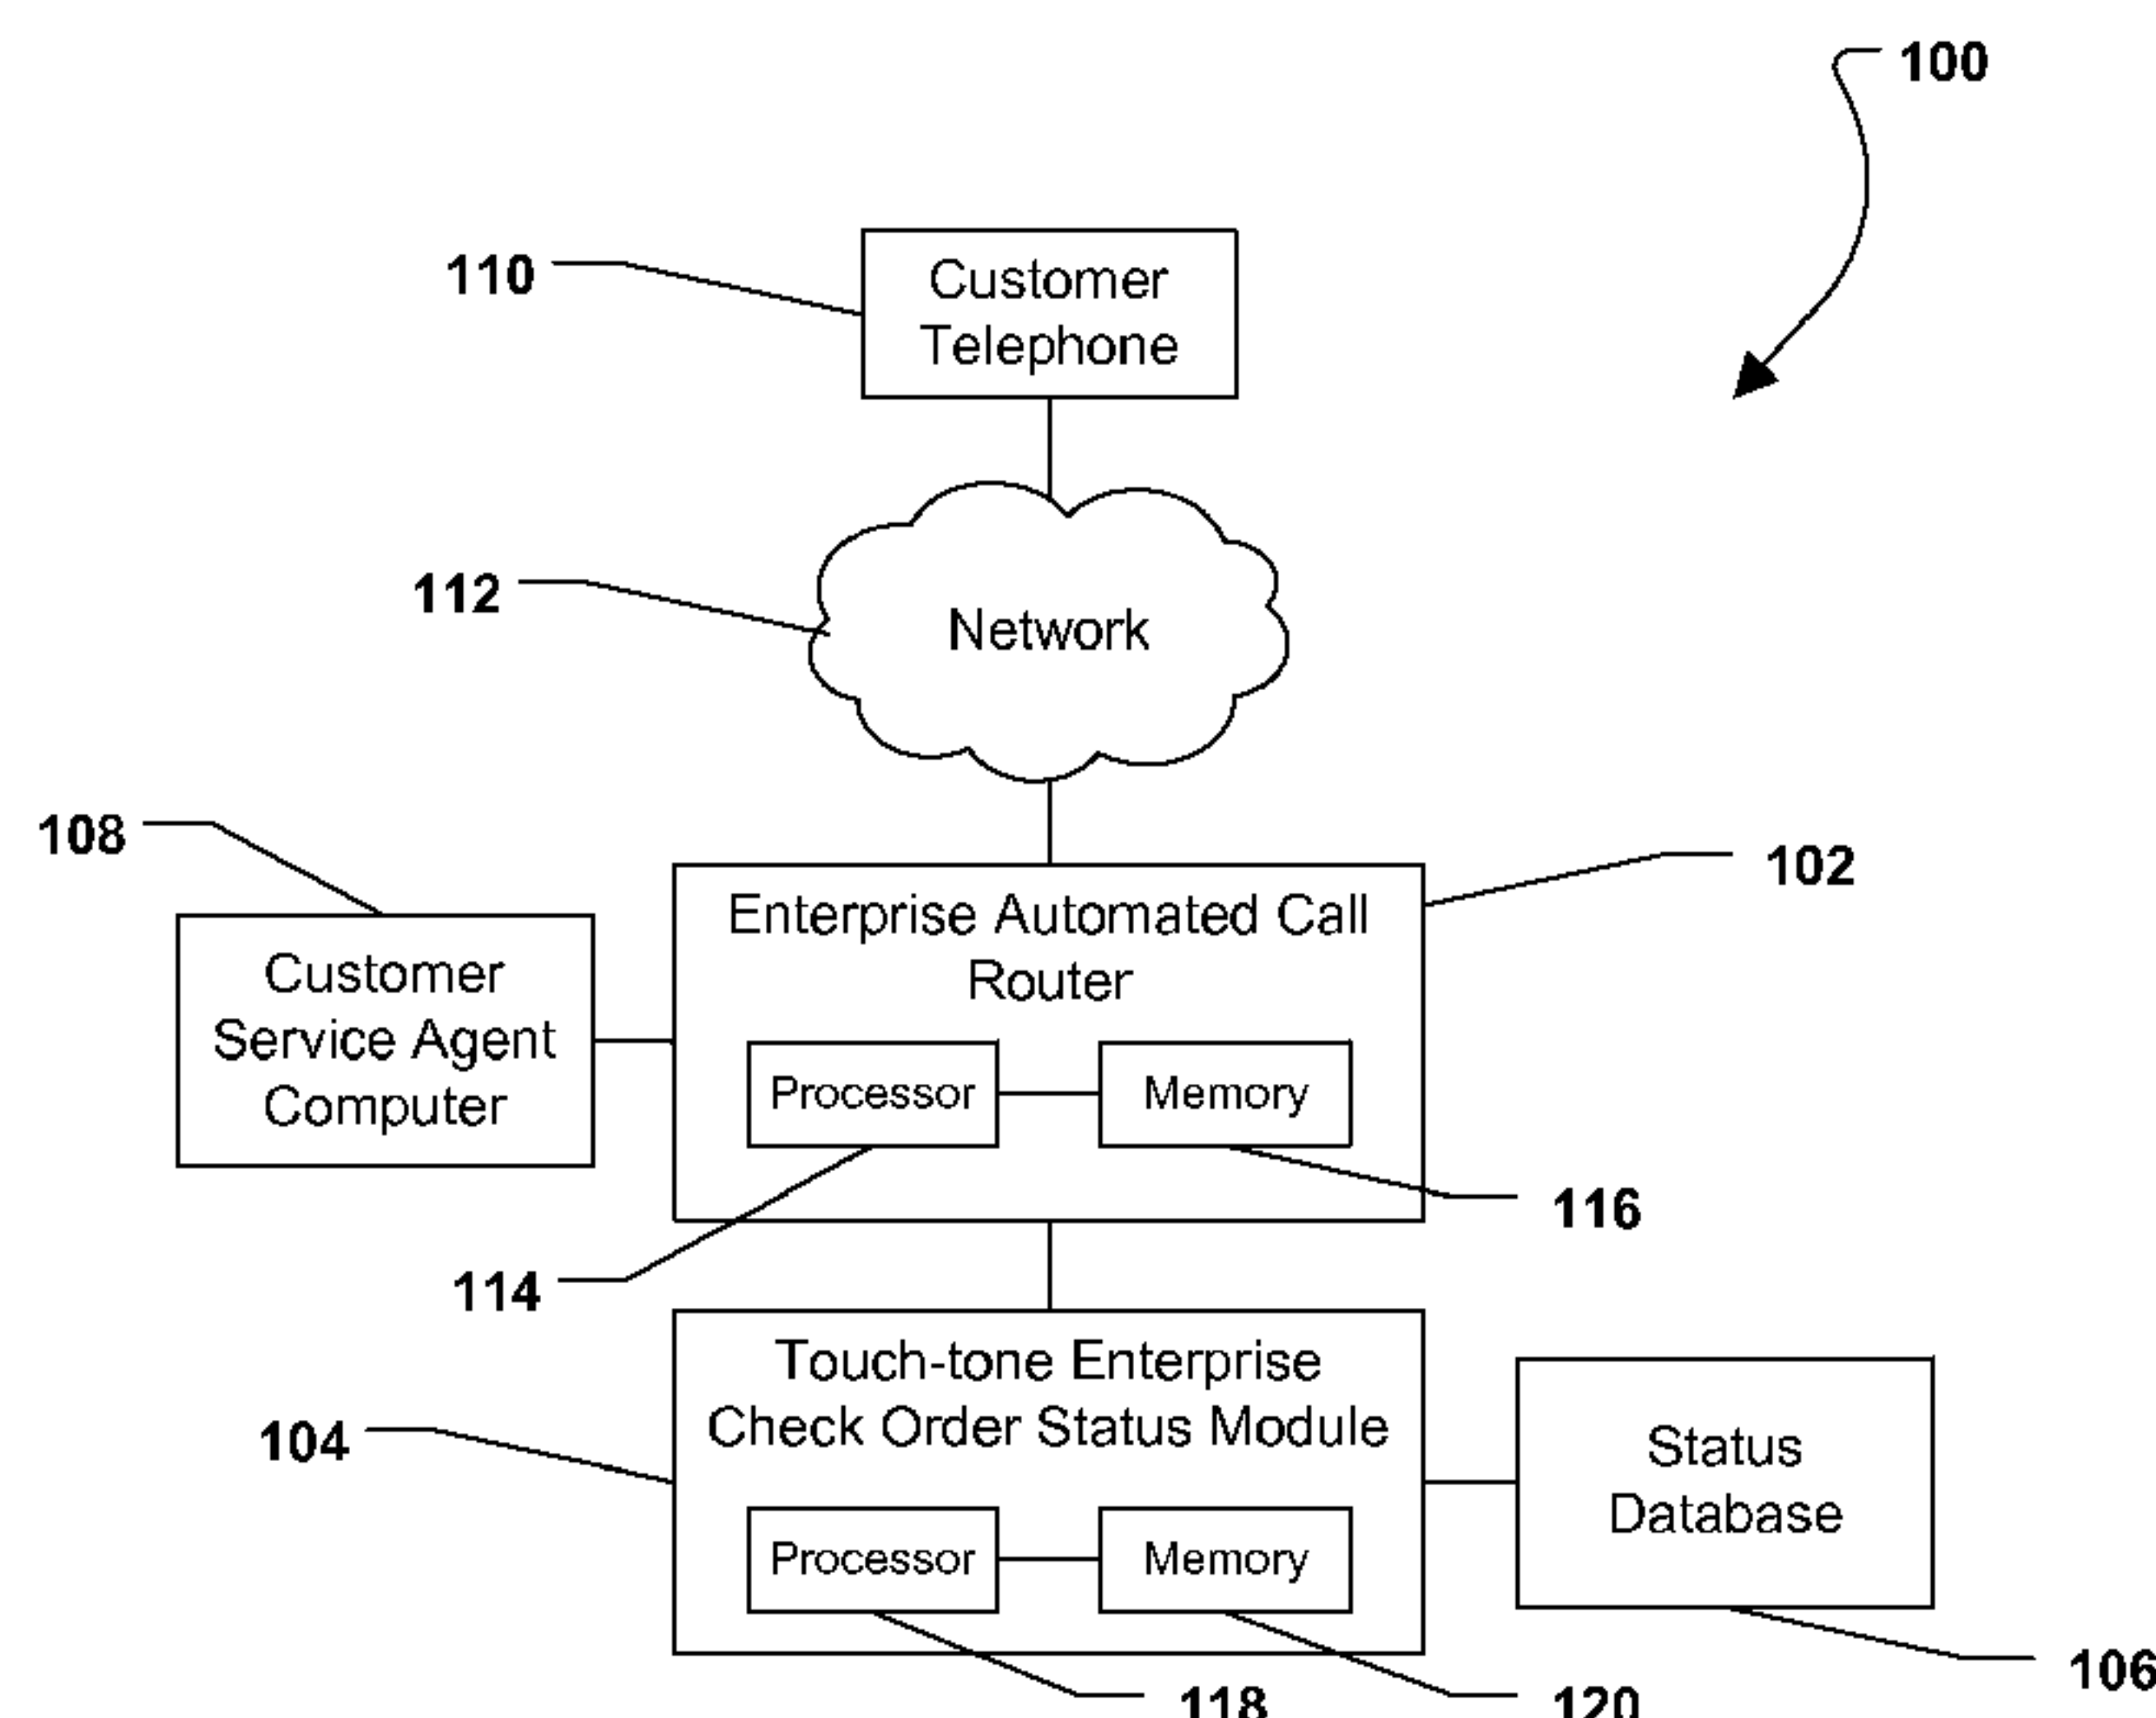 100
110
Customer
Telephone
112
Network
108
102
Enterprise Automated Call
Router
Customer
Service Agent
Computer
Processor
Memory
116
114
Touch-tone Enterprise
Check Order Status Module
104
Status
Database
Processor
Memory
106
118
120